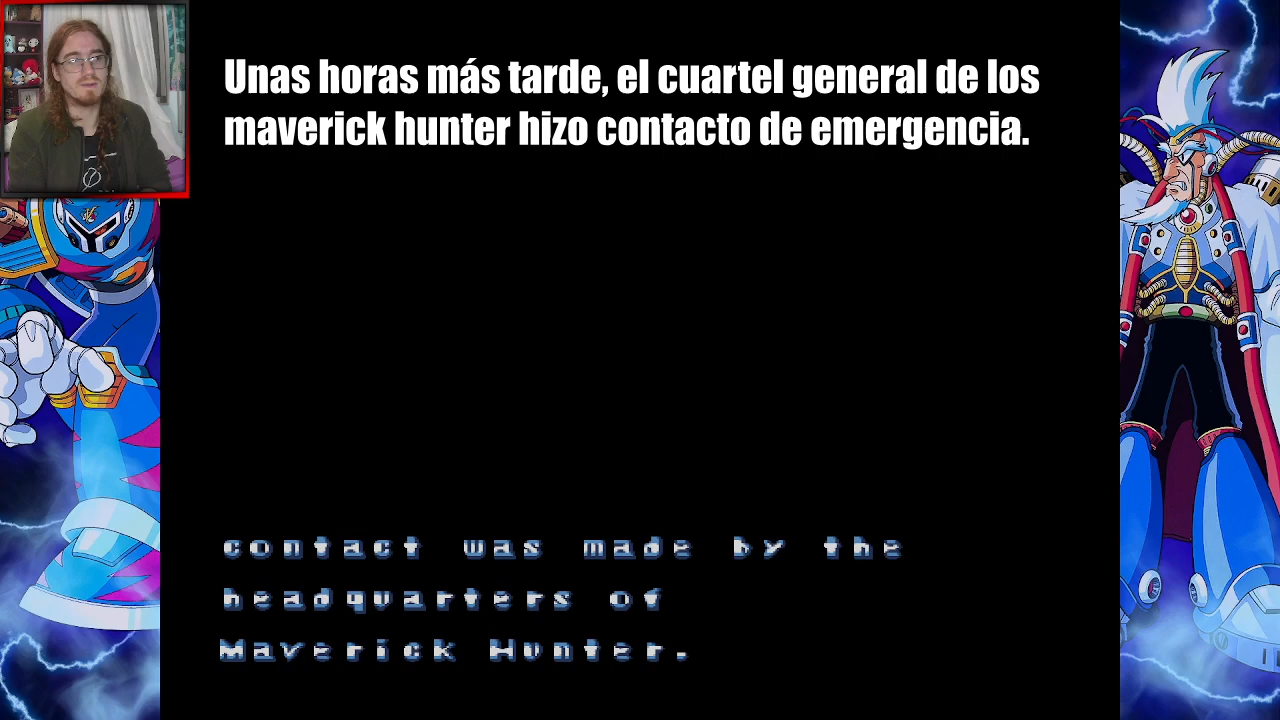 Unas horas más tarde, el cuartel general de los
maverick hunter hizo contacto de emergencia.
contact was made by the
headquarters of
Maverick Hunter.